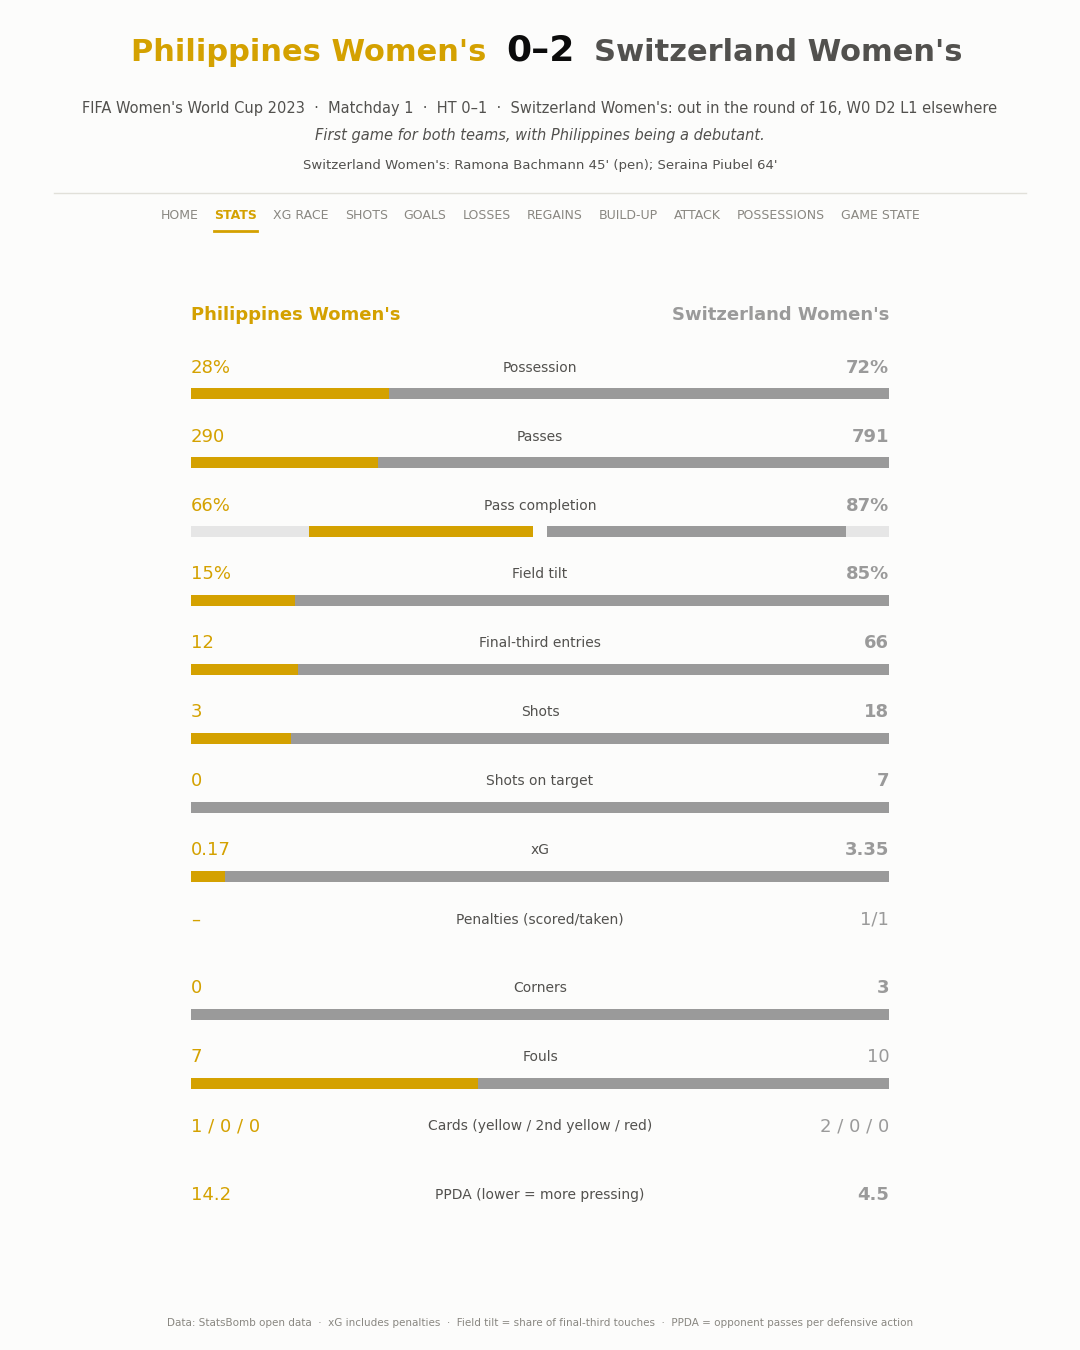 Philippines Women's 0–2 Switzerland Women's
FIFA Women's World Cup 2023 · Matchday 1 · HT 0–1 · Switzerland Women's: out in the round of 16, W0 D2 L1 elsewhere
First game for both teams, with Philippines being a debutant.
Switzerland Women's: Ramona Bachmann 45' (pen); Seraina Piubel 64'
HOME STATS XG RACE SHOTS GOALS LOSSES REGAINS BUILD-UP ATTACK POSSESSIONS GAME STATE
Philippines Women's Switzerland Women's
28% Possession 72%
290 Passes 791
66% Pass completion 87%
15% Field tilt 85%
12 Final-third entries 66
3 Shots 18
0 Shots on target 7
0.17 xG 3.35
– Penalties (scored/taken) 1/1
0 Corners 3
7 Fouls 10
1 / 0 / 0 Cards (yellow / 2nd yellow / red) 2 / 0 / 0
14.2 PPDA (lower = more pressing) 4.5
Data: StatsBomb open data · xG includes penalties · Field tilt = share of final-third touches · PPDA = opponent passes per defensive action